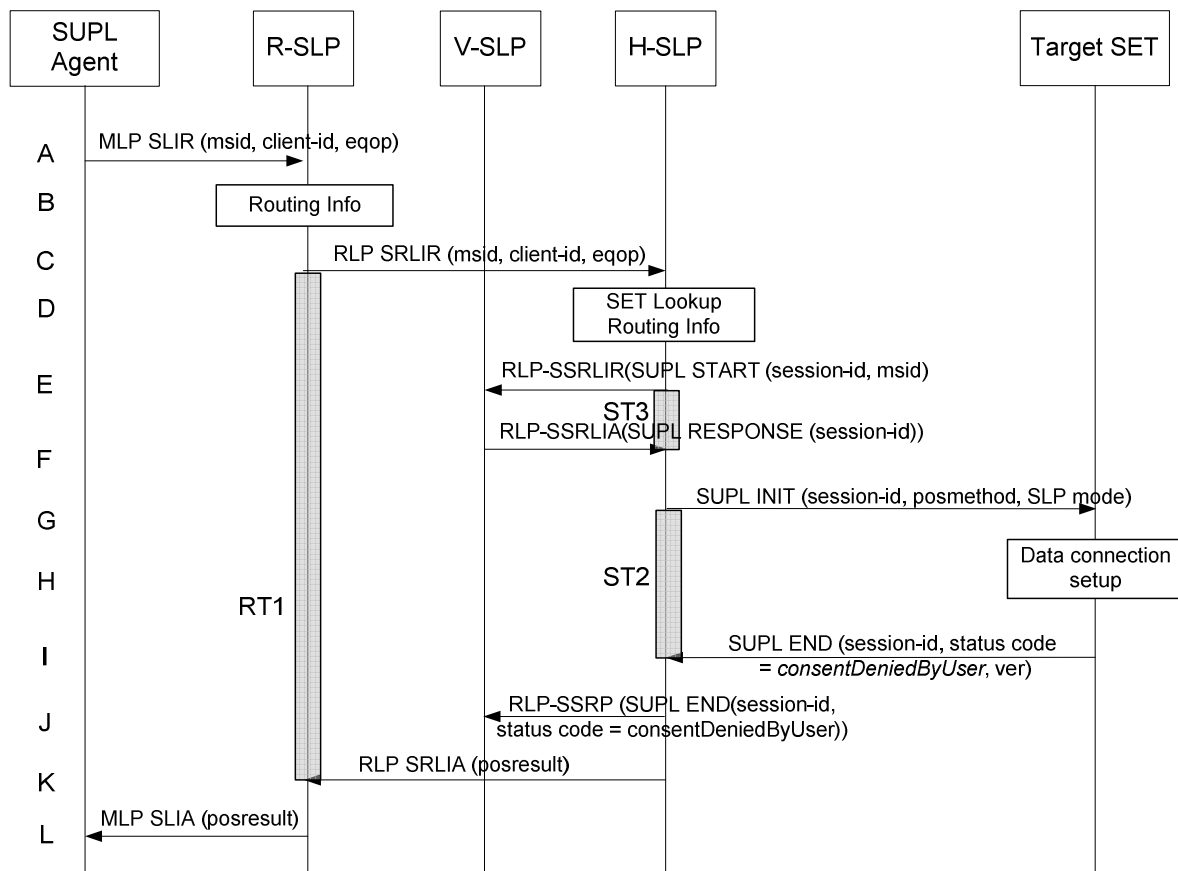 SUPL
Agent
R-SLP
V-SLP
H-SLP
Target SET
A
MLP SLIR (msid, client-id, eqop)
B
Routing Info
C
RLP SRLIR (msid, client-id, eqop)
D
SET Lookup
Routing Info
E
RLP-SSRLIR(SUPL START (session-id, msid)
ST3
F
RLP-SSRLIA(SUPL RESPONSE (session-id))
G
SUPL INIT (session-id, posmethod, SLP mode)
H
Data connection
setup
ST2
RT1
I
SUPL END (session-id, status code
= consentDeniedByUser, ver)
J
RLP-SSRP (SUPL END(session-id,
status code = consentDeniedByUser))
K
RLP SRLIA (posresult)
L
MLP SLIA (posresult)